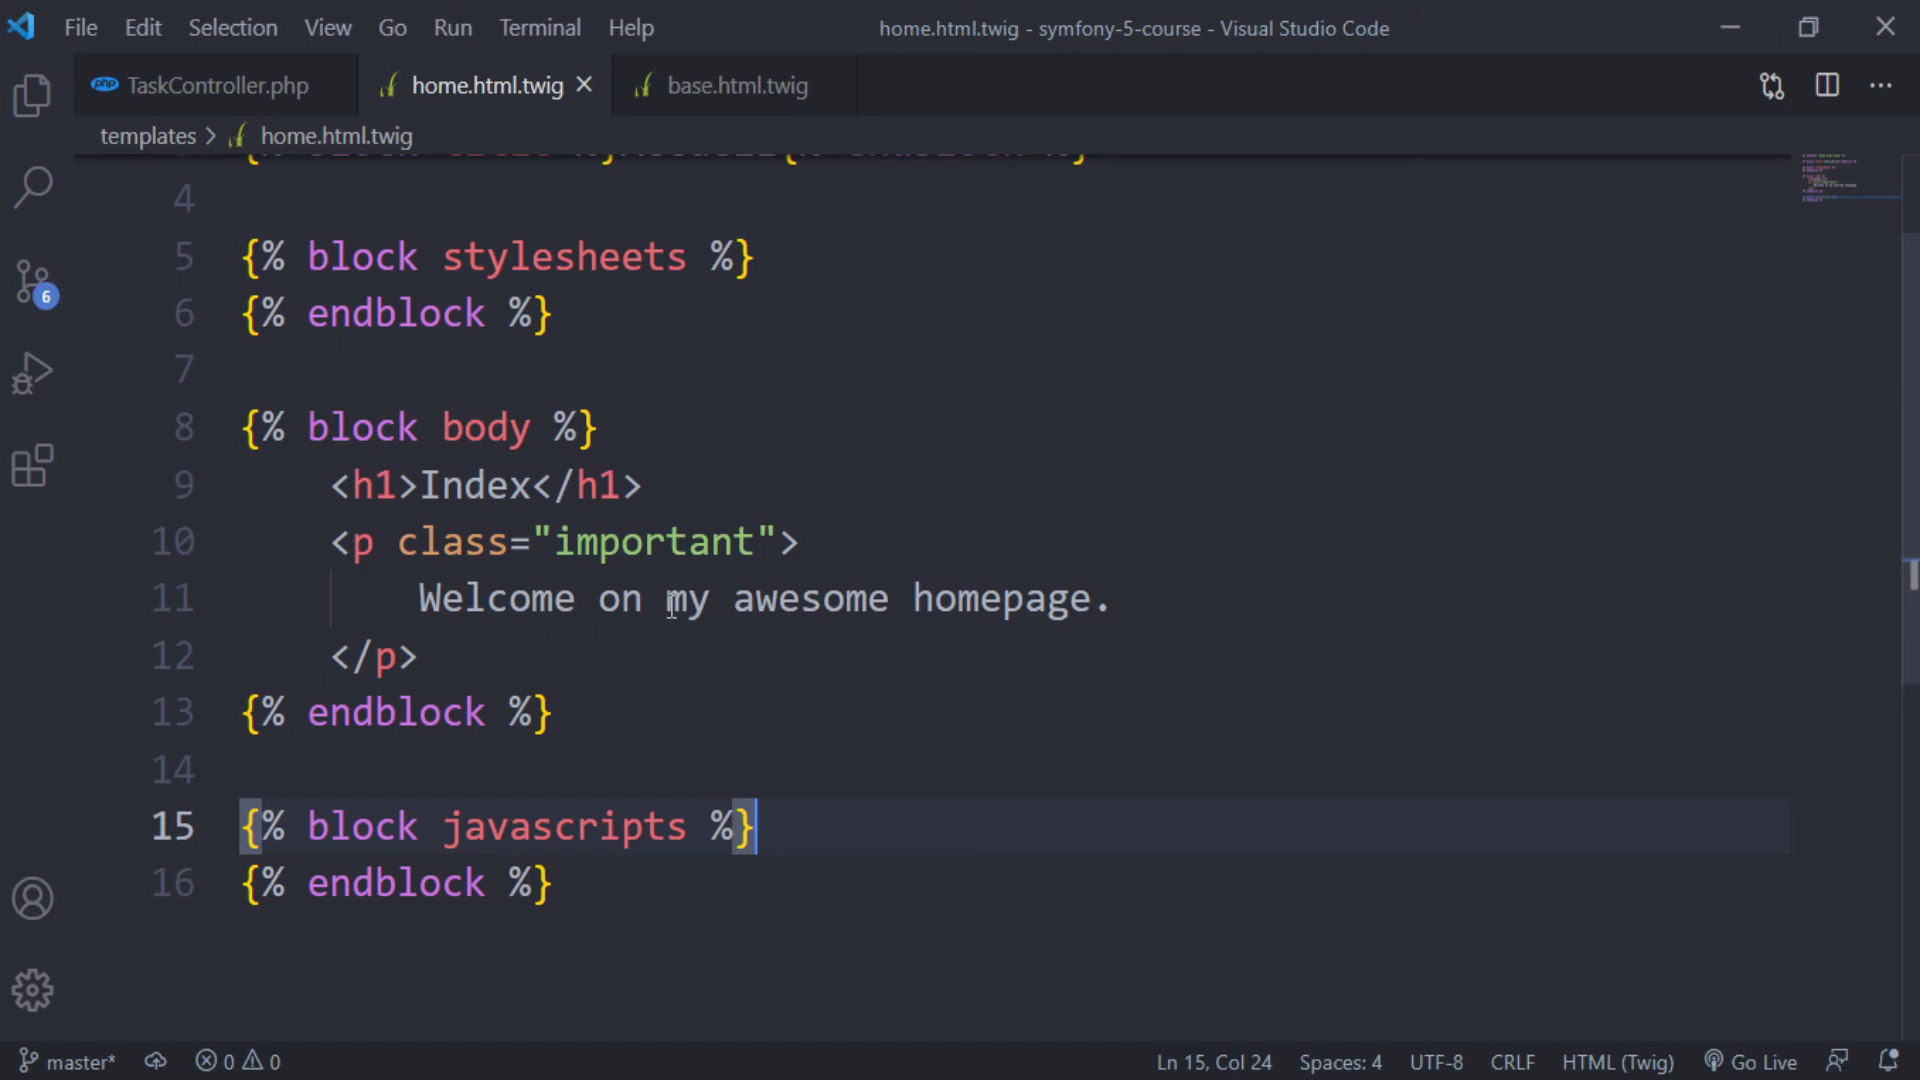 File Edit Selection View Go Run Terminal Help home.html.twig - symfony-5-course - Visual Studio Code
php TaskController.php home.html.twig base.html.twig
templates > home.html.twig
4
5 {% block stylesheets %}
6 {% endblock %}
7
8 {% block body %}
9 <h1>Index</h1>
10 <p class="important">
11 Welcome on my awesome homepage.
12 </p>
13 {% endblock %}
14
15 {% block javascripts %}
16 {% endblock %}
6
master* 0 0 Ln 15, Col 24 Spaces: 4 UTF-8 CRLF HTML (Twig) Go Live